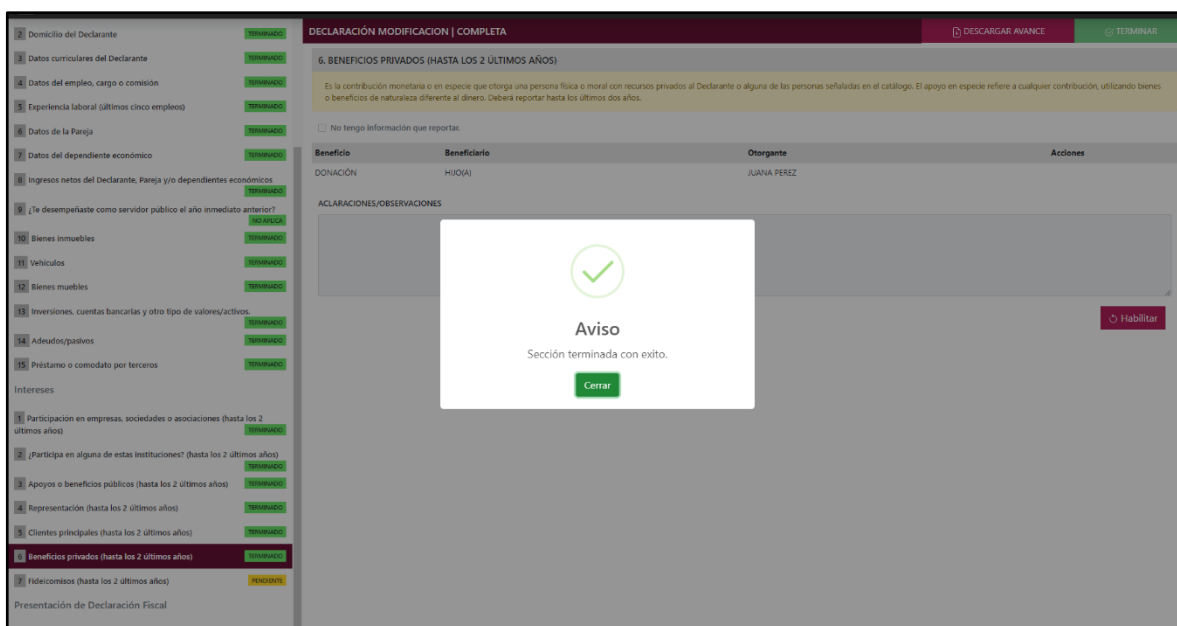 2 Domicilio del Declarante TERMINADO
3 Datos curriculares del Declarante TERMINADO
4 Datos del empleo, cargo o comisión TERMINADO
5 Experiencia laboral (últimos cinco empleos) TERMINADO
6 Datos de la Pareja TERMINADO
7 Datos del dependiente económico TERMINADO
8 Ingresos netos del Declarante, Pareja y/o dependientes económicos
TERMINADO
9 ¿Te desempeñaste como servidor público el año inmediato anterior?
NO APLICA
10 Bienes inmuebles TERMINADO
11 Vehículos TERMINADO
12 Bienes muebles TERMINADO
13 Inversiones, cuentas bancarias y otro tipo de valores/activos.
TERMINADO
14 Adeudos/pasivos TERMINADO
15 Préstamo o comodato por terceros TERMINADO
Intereses
1 Participación en empresas, sociedades o asociaciones (hasta los 2
últimos años) TERMINADO
2 ¿Participa en alguna de estas instituciones? (hasta los 2 últimos años)
TERMINADO
3 Apoyos o beneficios públicos (hasta los 2 últimos años) TERMINADO
4 Representación (hasta los 2 últimos años) TERMINADO
5 Clientes principales (hasta los 2 últimos años) TERMINADO
6 Beneficios privados (hasta los 2 últimos años) TERMINADO
7 Fideicomisos (hasta los 2 últimos años) PENDIENTE
Presentación de Declaración Fiscal
DECLARACIÓN MODIFICACION | COMPLETA DESCARGAR AVANCE TERMINAR
6. BENEFICIOS PRIVADOS (HASTA LOS 2 ÚLTIMOS AÑOS)
Es la contribución monetaria o en especie que otorga una persona física o moral con recursos privados al Declarante o alguna de las personas señaladas en el catálogo. El apoyo en especie refiere a cualquier contribución, utilizando bienes
o beneficios de naturaleza diferente al dinero. Deberá reportar hasta los últimos dos años.
No tengo información que reportar.
Beneficio Beneficiario Otorgante Acciones
DONACIÓN HIJO(A) JUANA PEREZ
ACLARACIONES/OBSERVACIONES
Habilitar
Aviso
Sección terminada con exito.
Cerrar